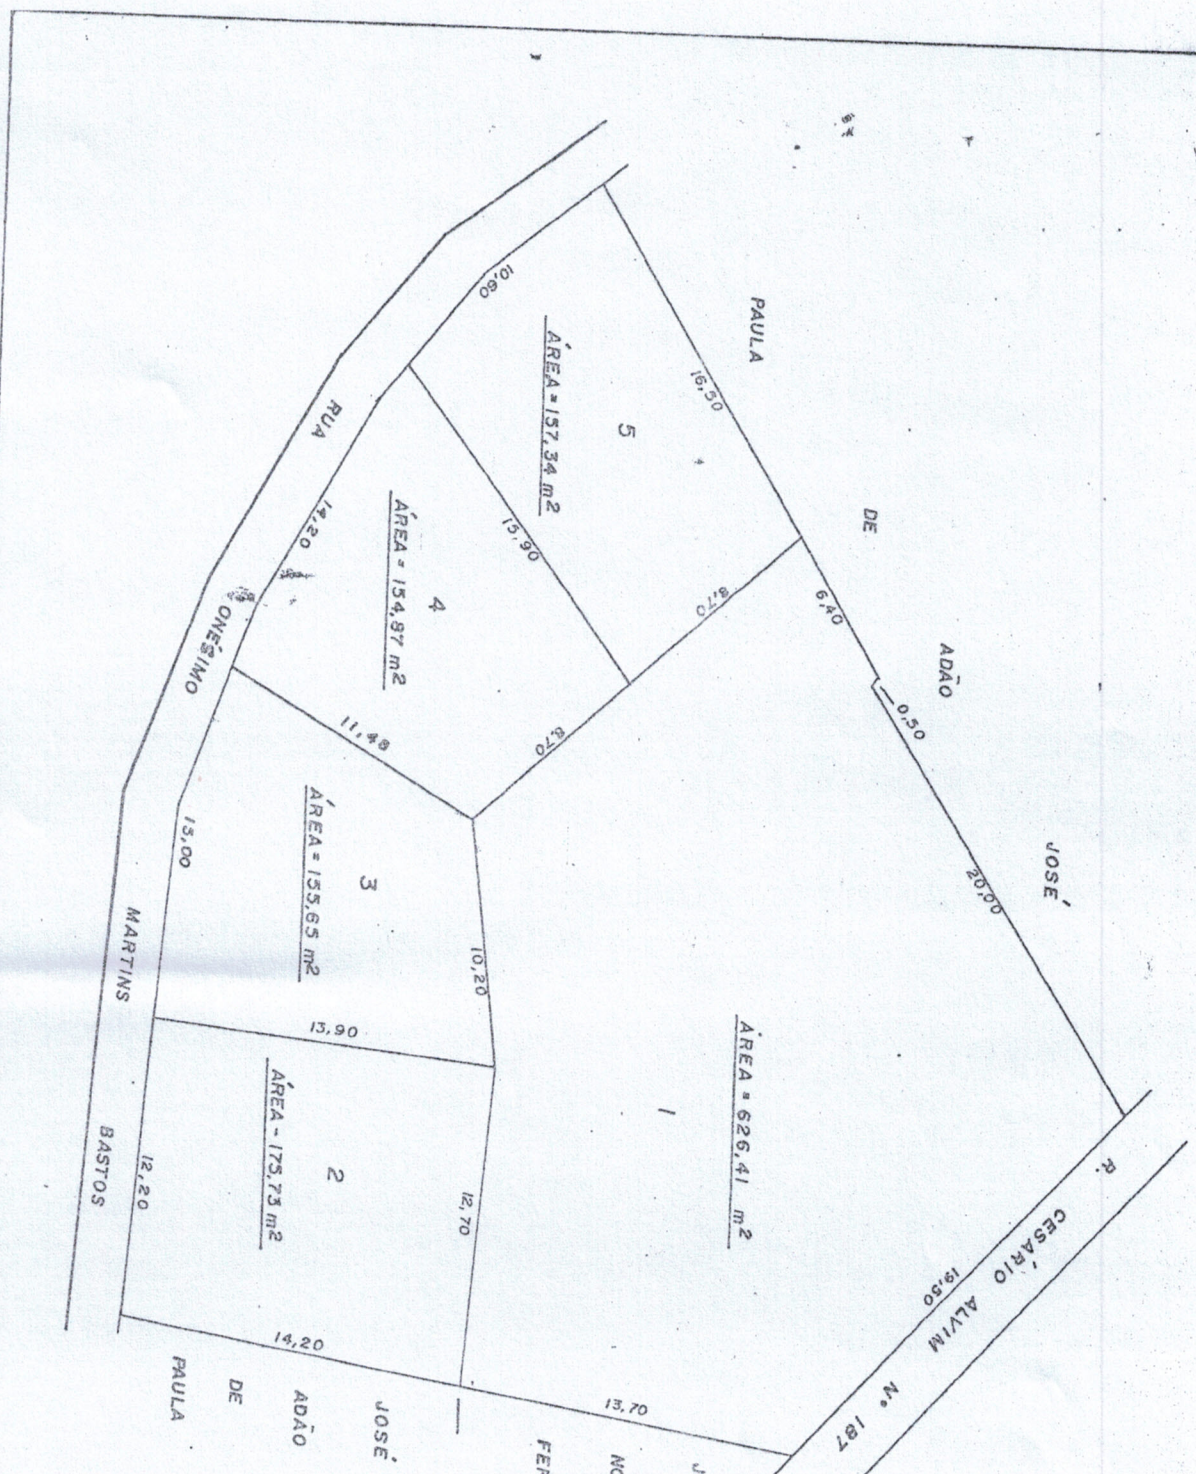 PAULA DE ADÃO JOSÉ
16,50
6,40
0,50
20,00
10,60
5
ÁREA = 157,34 m2
15,90
8,70
8,70
RUA ONÉSIMO MARTINS BASTOS
14,20
4
ÁREA = 154,87 m2
11,48
3
ÁREA = 155,65 m2
10,20
13,90
12,20
2
ÁREA - 175,73 m2
12,70
14,20
1
ÁREA = 626,41 m2
R. CESÁRIO ALVIM Nº 187
19,50
13,70
PAULA
DE
ADÃO
JOSÉ